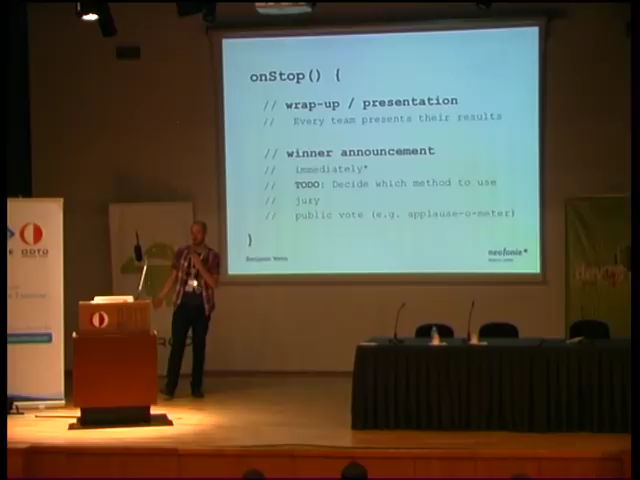 onStop() {
// wrap-up / presentation
// Every team presents their results
// winner announcement
// immediately*
// TODO: Decide which method to use
// jury
// public vote (e.g. applause-o-meter)
}
neofonie*
ODTÜ